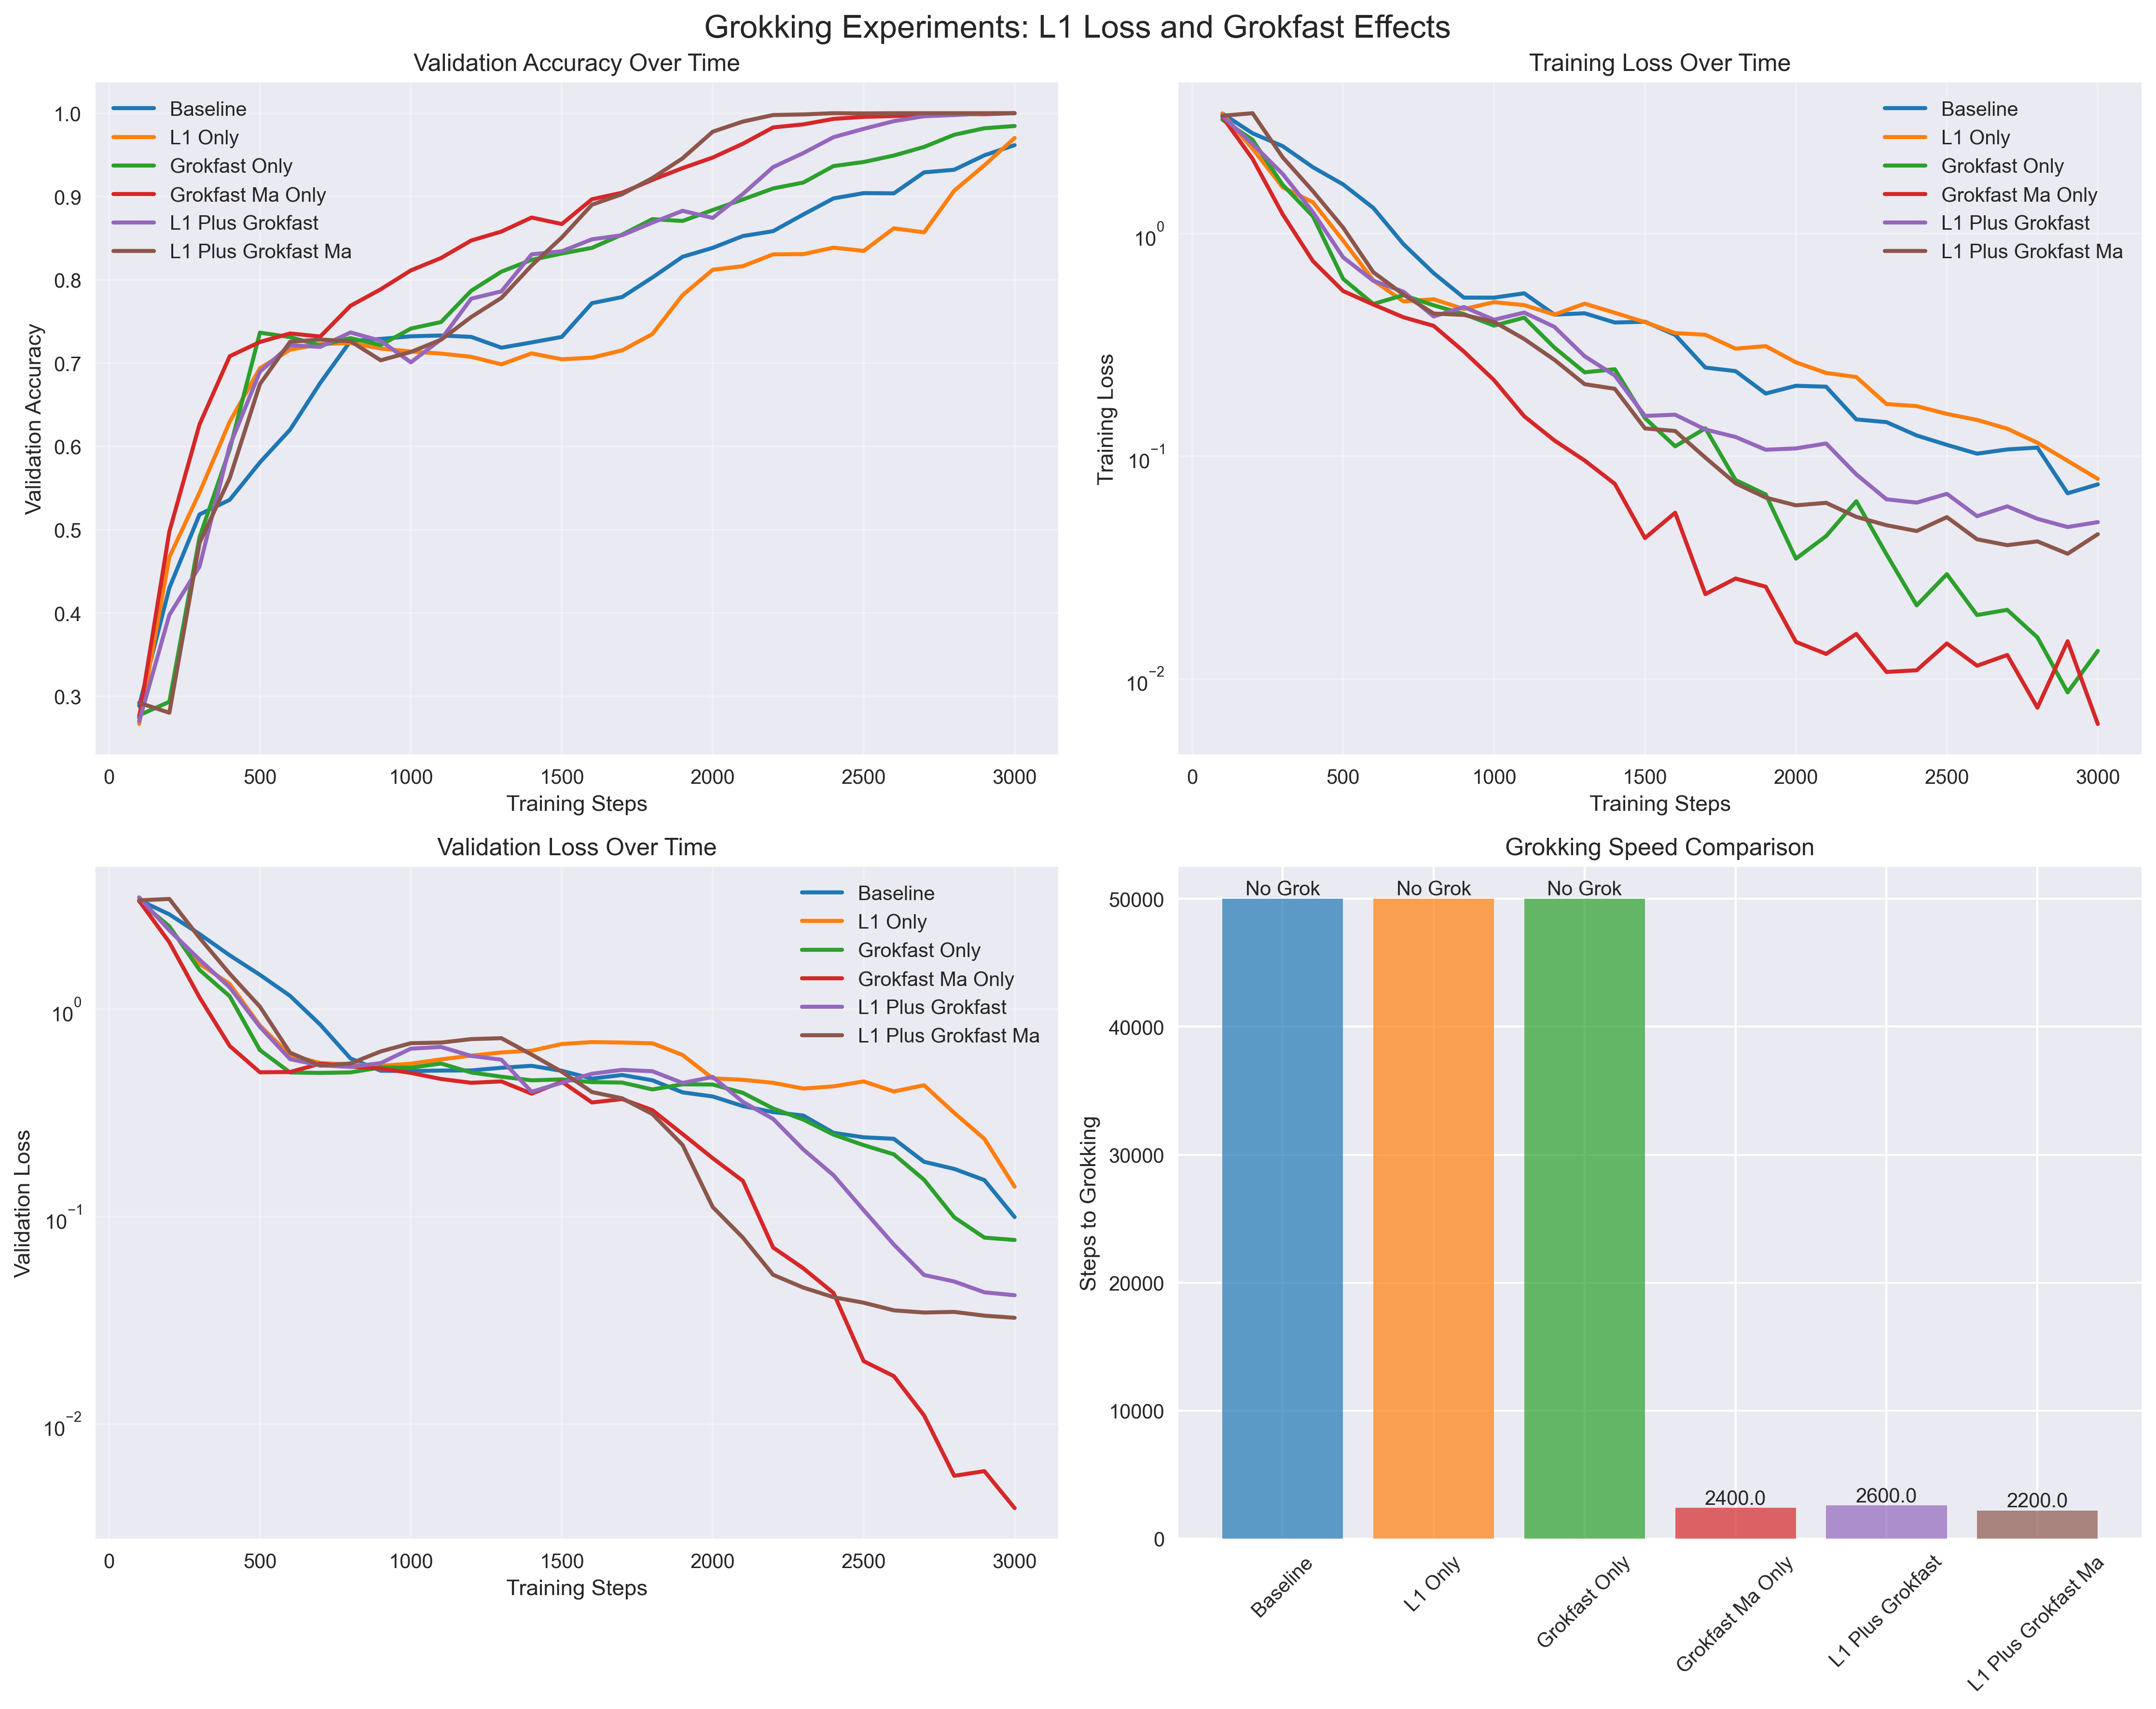 Grokking Experiments: L1 Loss and Grokfast Effects
Validation Accuracy Over Time
Validation Accuracy
1.0
0.9
0.8
0.7
0.6
0.5
0.4
0.3
Baseline
L1 Only
Grokfast Only
Grokfast Ma Only
L1 Plus Grokfast
L1 Plus Grokfast Ma
0 500 1000 1500 2000 2500 3000
Training Steps
Training Loss Over Time
Training Loss
10⁰
10⁻¹
10⁻²
Baseline
L1 Only
Grokfast Only
Grokfast Ma Only
L1 Plus Grokfast
L1 Plus Grokfast Ma
0 500 1000 1500 2000 2500 3000
Training Steps
Validation Loss Over Time
Validation Loss
10⁰
10⁻¹
10⁻²
Baseline
L1 Only
Grokfast Only
Grokfast Ma Only
L1 Plus Grokfast
L1 Plus Grokfast Ma
0 500 1000 1500 2000 2500 3000
Training Steps
Grokking Speed Comparison
Steps to Grokking
50000
40000
30000
20000
10000
0
No Grok No Grok No Grok
2400.0 2600.0 2200.0
Baseline
L1 Only
Grokfast Only
Grokfast Ma Only
L1 Plus Grokfast
L1 Plus Grokfast Ma